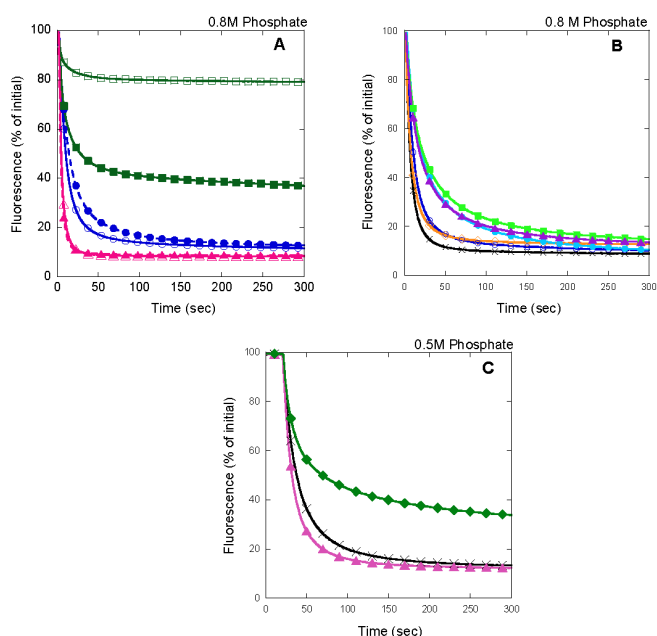 0.8M Phosphate
A
Fluorescence (% of initial)
100
80
60
40
20
0
0 50 100 150 200 250 300
Time (sec)
0.8 M Phosphate
B
Fluorescence (% of initial)
100
80
60
40
20
0
0 50 100 150 200 250 300
Time (sec)
0.5M Phosphate
C
Fluorescence (% of initial)
100
80
60
40
20
0
0 50 100 150 200 250 300
Time (sec)